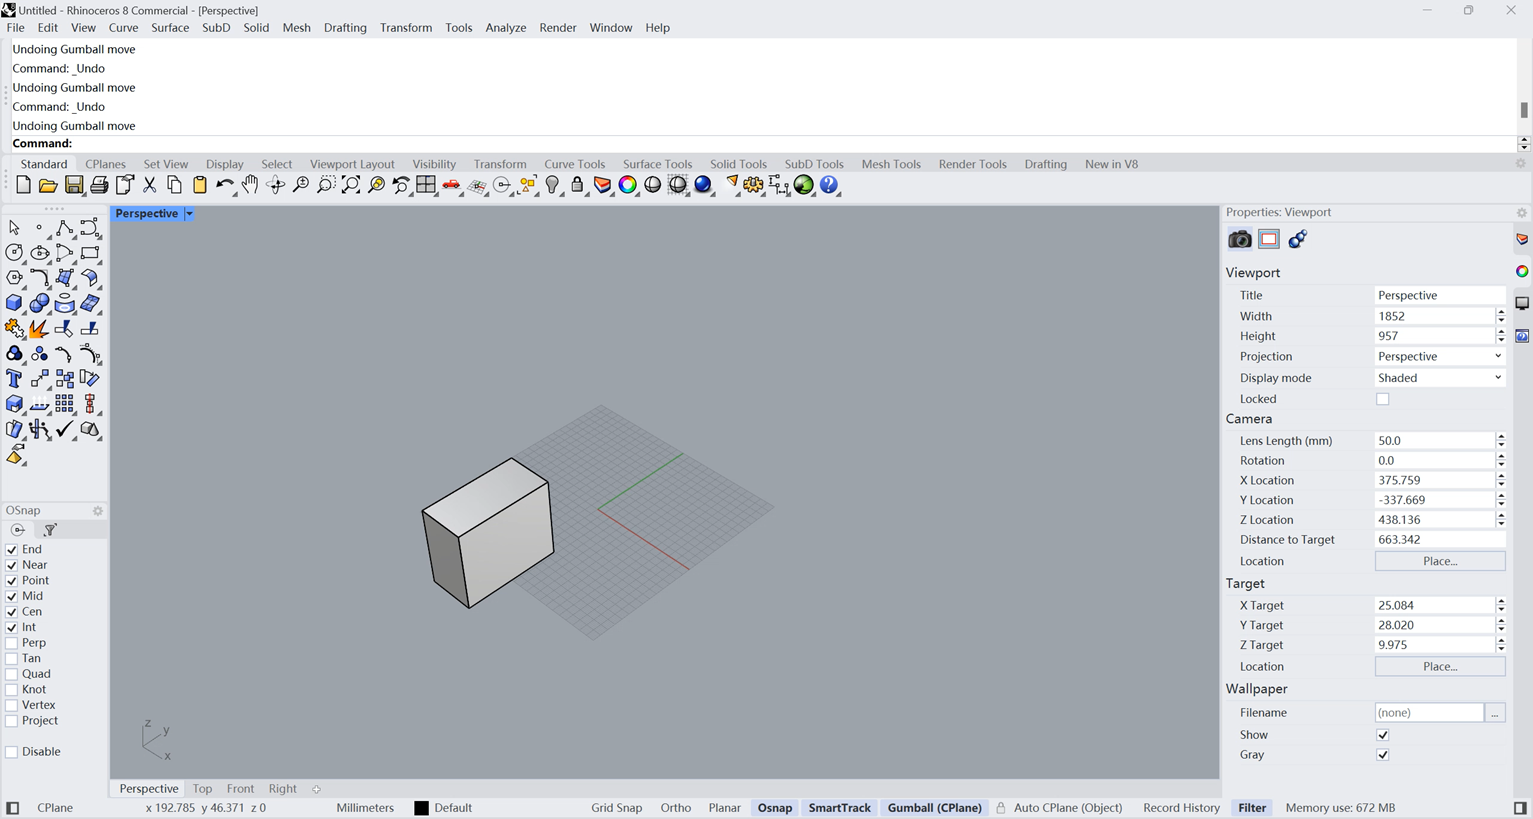 Untitled - Rhinoceros 8 Commercial - [Perspective]
File Edit View Curve Surface SubD Solid Mesh Drafting Transform Tools Analyze Render Window Help
Undoing Gumball move
Command: _Undo
Undoing Gumball move
Command: _Undo
Undoing Gumball move
Command:
Standard CPlanes Set View Display Select Viewport Layout Visibility Transform Curve Tools Surface Tools Solid Tools SubD Tools Mesh Tools Render Tools Drafting New in V8
Perspective
OSnap
End
Near
Point
Mid
Cen
Int
Perp
Tan
Quad
Knot
Vertex
Project
Disable
z
y
x
Properties: Viewport
Viewport
Title Perspective
Width 1852
Height 957
Projection Perspective
Display mode Shaded
Locked
Camera
Lens Length (mm) 50.0
Rotation 0.0
X Location 375.759
Y Location -337.669
Z Location 438.136
Distance to Target 663.342
Location Place...
Target
X Target 25.084
Y Target 28.020
Z Target 9.975
Location Place...
Wallpaper
Filename (none) ...
Show
Gray
Perspective Top Front Right
CPlane x 192.785 y 46.371 z 0 Millimeters Default Grid Snap Ortho Planar Osnap SmartTrack Gumball (CPlane) Auto CPlane (Object) Record History Filter Memory use: 672 MB